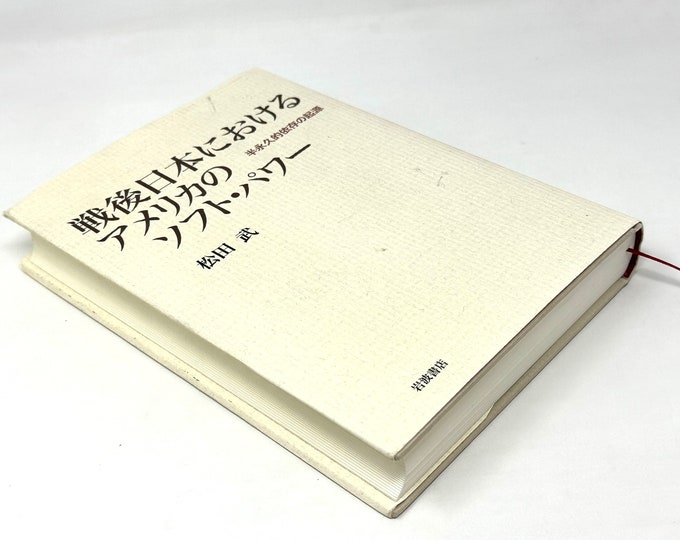 戦後日本における
アメリカの
ソフト・パワー
半永久的依存の起源
松田 武
岩波書店